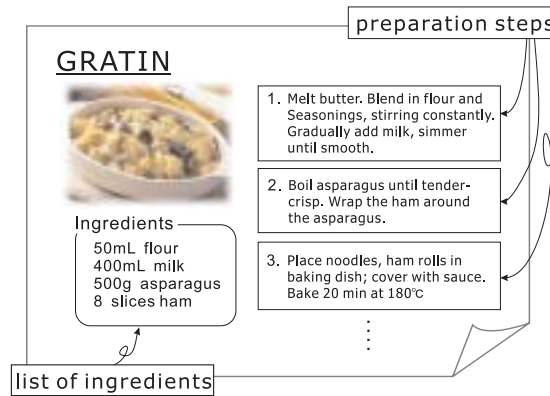 preparation steps
GRATIN
1. Melt butter. Blend in flour and
Seasonings, stirring constantly.
Gradually add milk, simmer
until smooth.
2. Boil asparagus until tender-
crisp. Wrap the ham around
the asparagus.
3. Place noodles, ham rolls in
baking dish; cover with sauce.
Bake 20 min at 180℃
Ingredients
50mL flour
400mL milk
500g asparagus
8 slices ham
list of ingredients